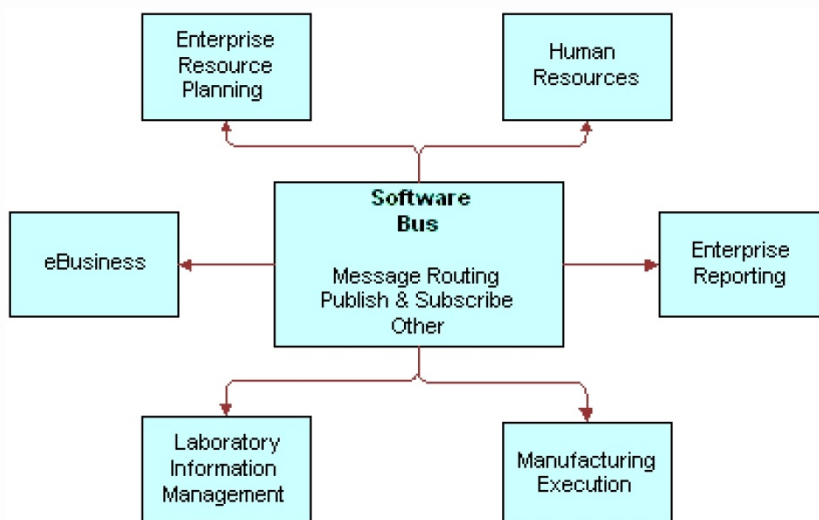 Enterprise
Resource
Planning
Human
Resources
eBusiness
Software
Bus
Message Routing
Publish & Subscribe
Other
Enterprise
Reporting
Laboratory
Information
Management
Manufacturing
Execution